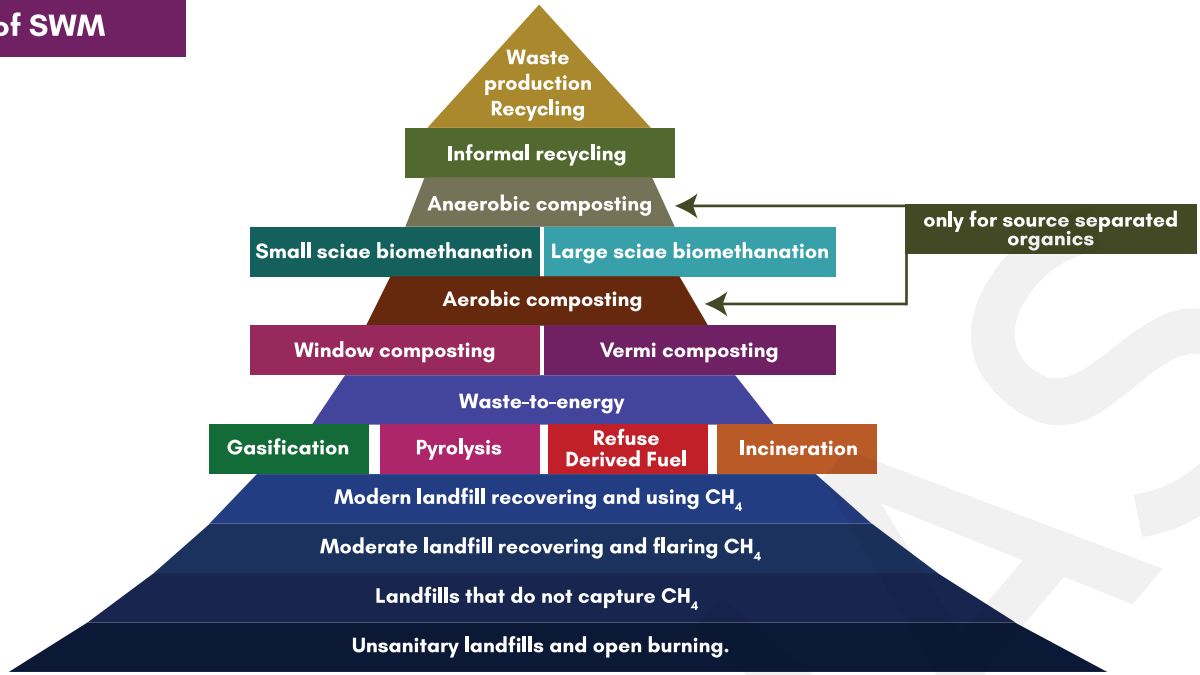 of SWM
Waste
production
Recycling
Informal recycling
Anaerobic composting
only for source separated
organics
Small sciae biomethanation
Large sciae biomethanation
Aerobic composting
Window composting
Vermi composting
Waste-to-energy
Gasification
Pyrolysis
Refuse
Derived Fuel
Incineration
Modern landfill recovering and using CH₄
Moderate landfill recovering and flaring CH₄
Landfills that do not capture CH₄
Unsanitary landfills and open burning.